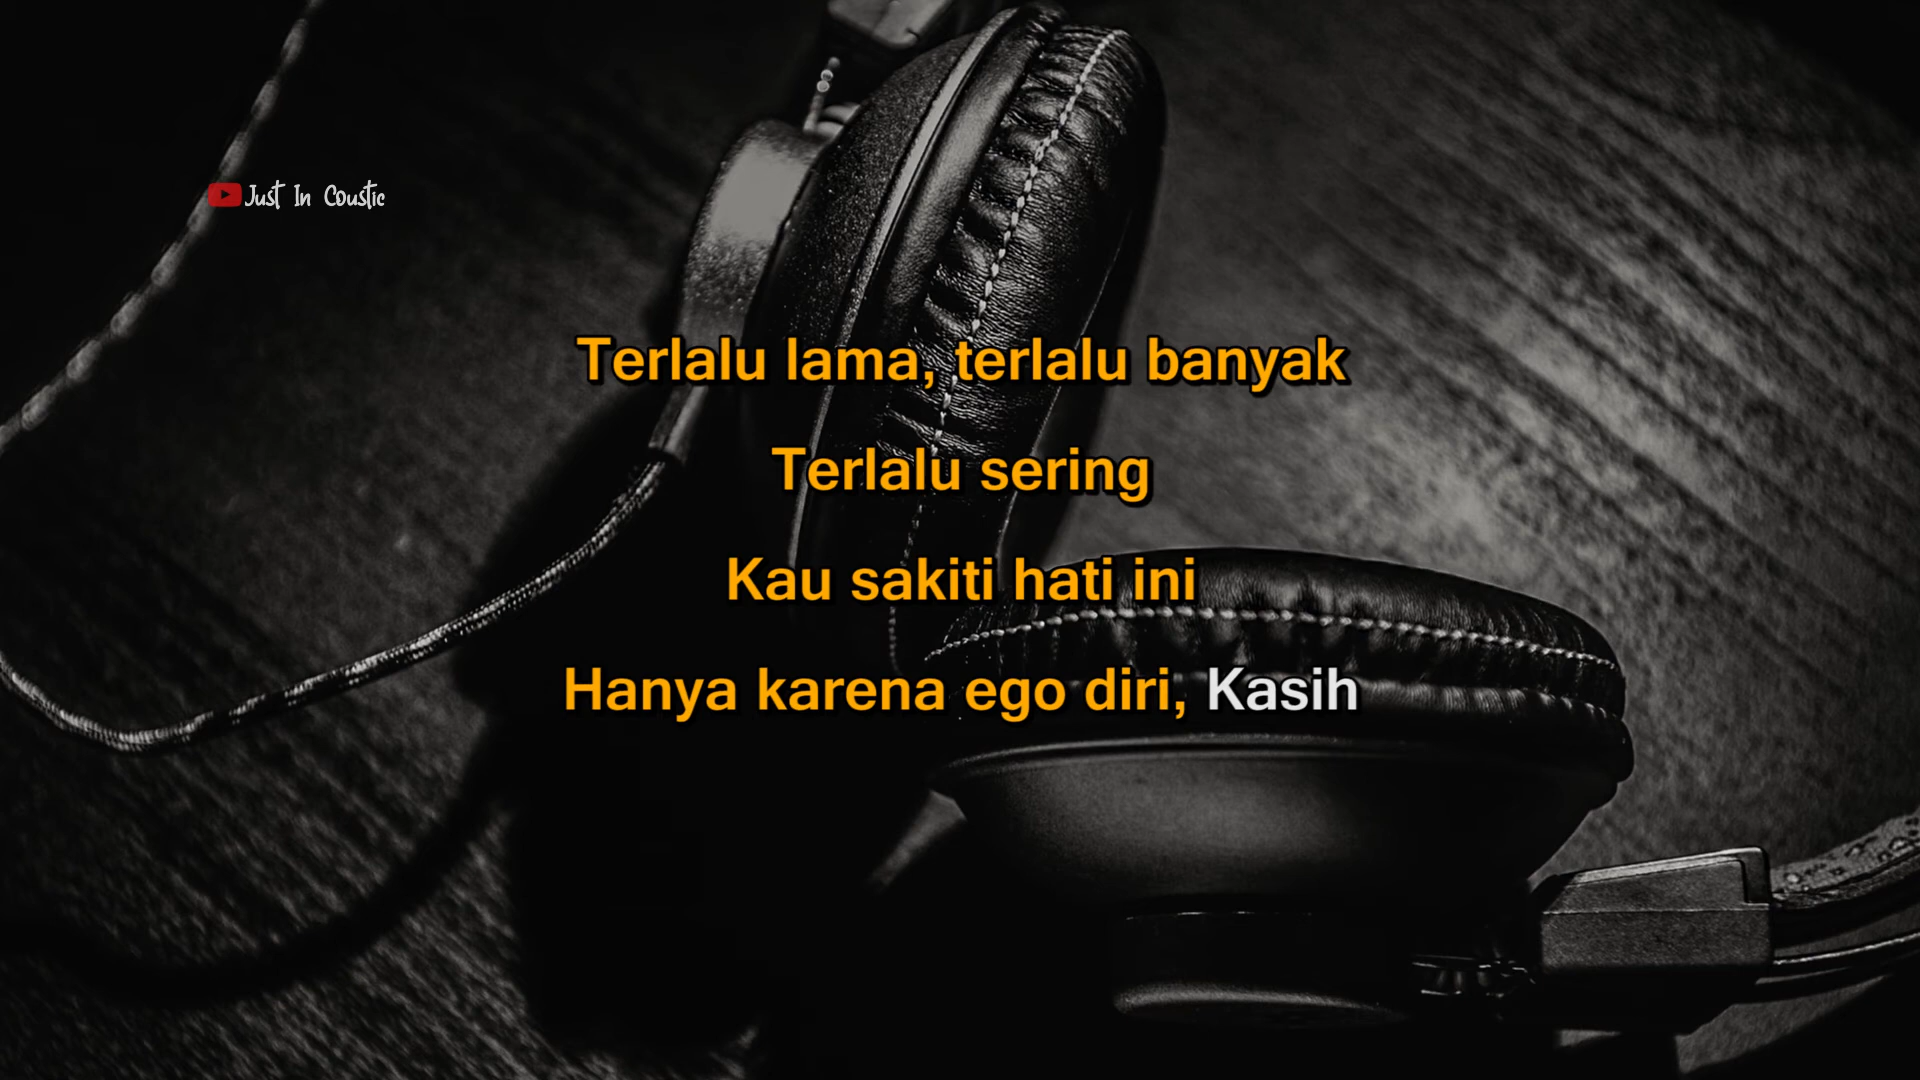 Just In Coustic
Terlalu lama, terlalu banyak
Terlalu sering
Kau sakiti hati ini
Hanya karena ego diri, Kasih